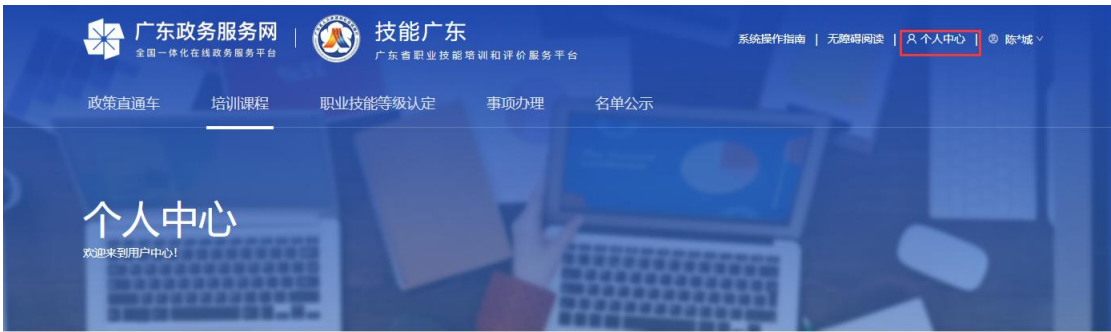 广东政务服务网 | 技能广东
全国一体化在线政务服务平台 广东省职业技能培训和评价服务平台
系统操作指南 | 无障碍阅读 | 个人中心 | 陈*城
政策直通车 培训课程 职业技能等级认定 事项办理 名单公示
个人中心
欢迎来到用户中心!